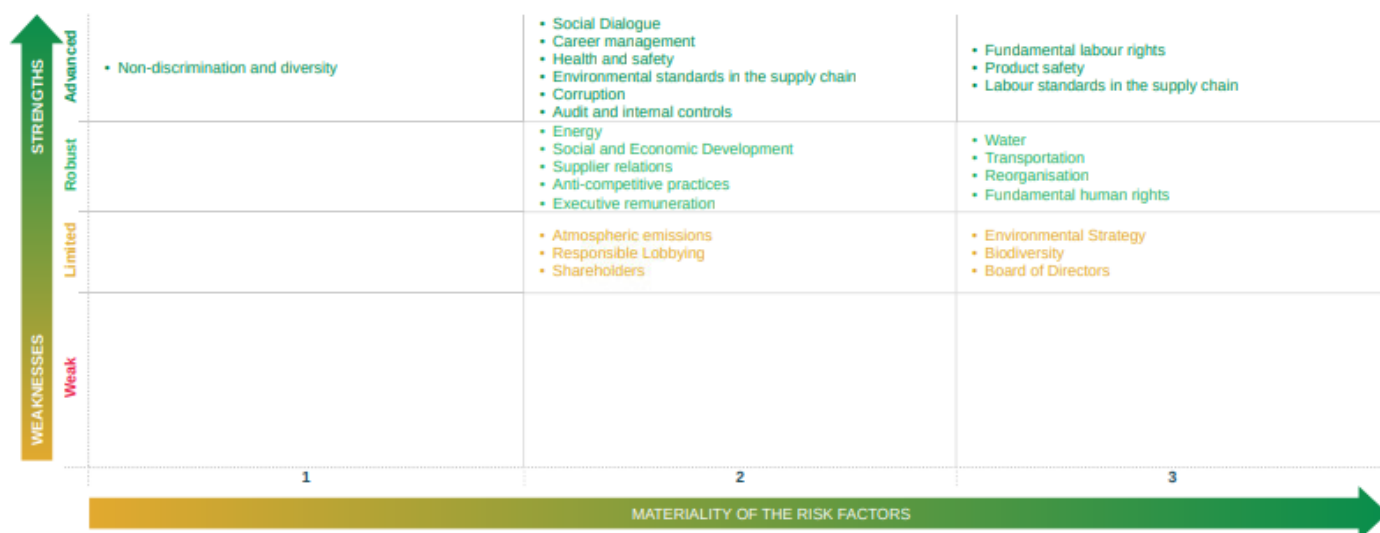 STRENGTHS
WEAKNESSES
Advanced
• Non-discrimination and diversity
• Social Dialogue
• Career management
• Health and safety
• Environmental standards in the supply chain
• Corruption
• Audit and internal controls
• Fundamental labour rights
• Product safety
• Labour standards in the supply chain
Robust
• Energy
• Social and Economic Development
• Supplier relations
• Anti-competitive practices
• Executive remuneration
• Water
• Transportation
• Reorganisation
• Fundamental human rights
Limited
• Atmospheric emissions
• Responsible Lobbying
• Shareholders
• Environmental Strategy
• Biodiversity
• Board of Directors
Weak
1
2
3
MATERIALITY OF THE RISK FACTORS